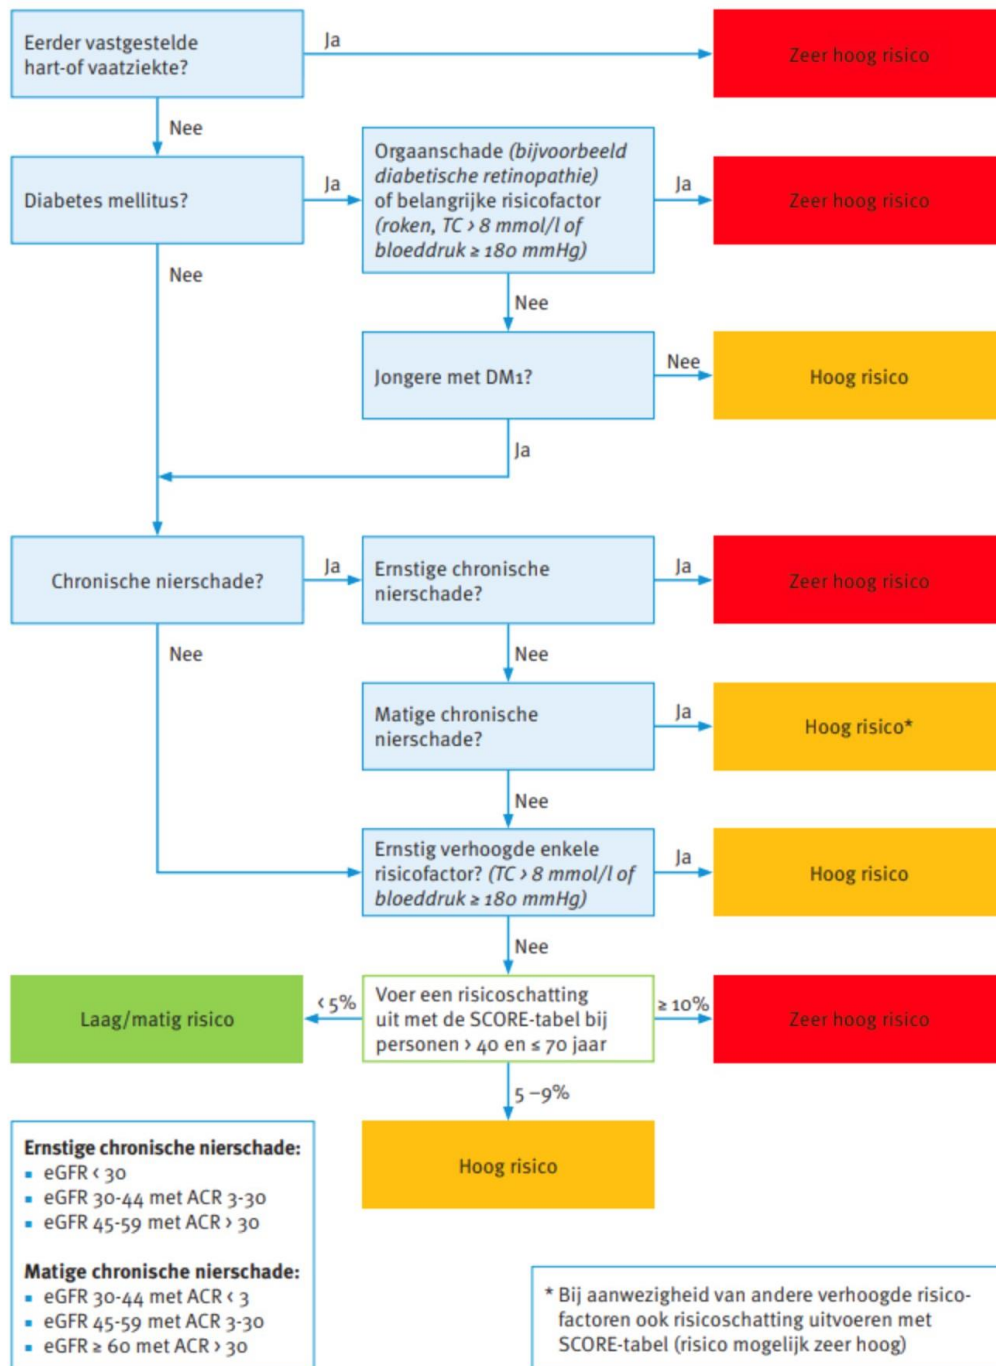 Eerder vastgestelde
hart-of vaatziekte?
Ja
Zeer hoog risico
Nee
Diabetes mellitus?
Ja
Orgaanschade (bijvoorbeeld
diabetische retinopathie)
of belangrijke risicofactor
(roken, TC > 8 mmol/l of
bloeddruk ≥ 180 mmHg)
Ja
Zeer hoog risico
Nee
Nee
Jongere met DM1?
Nee
Hoog risico
Ja
Chronische nierschade?
Ja
Ernstige chronische
nierschade?
Ja
Zeer hoog risico
Nee
Nee
Matige chronische
nierschade?
Ja
Hoog risico*
Nee
Ernstig verhoogde enkele
risicofactor? (TC > 8 mmol/l of
bloeddruk ≥ 180 mmHg)
Ja
Hoog risico
Nee
Laag/matig risico
< 5%
Voer een risicoschatting
uit met de SCORE-tabel bij
personen > 40 en ≤ 70 jaar
≥ 10%
Zeer hoog risico
5 –9%
Hoog risico
Ernstige chronische nierschade:
▪ eGFR < 30
▪ eGFR 30-44 met ACR 3-30
▪ eGFR 45-59 met ACR > 30
Matige chronische nierschade:
▪ eGFR 30-44 met ACR < 3
▪ eGFR 45-59 met ACR 3-30
▪ eGFR ≥ 60 met ACR > 30
* Bij aanwezigheid van andere verhoogde risico-
factoren ook risicoschatting uitvoeren met
SCORE-tabel (risico mogelijk zeer hoog)